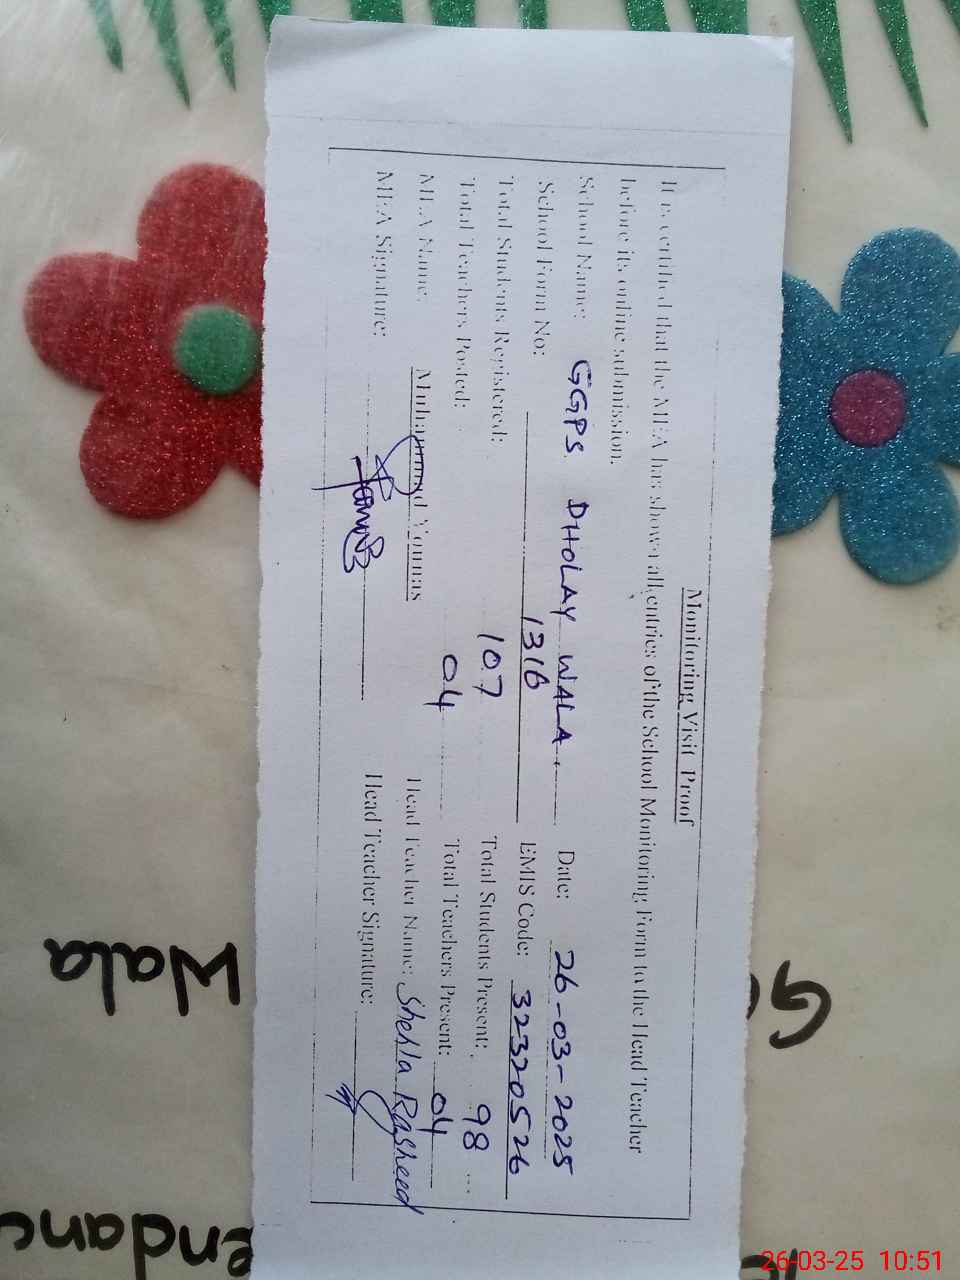 Monitoring Visit Proof
It is certified that the MEA has shown all entries of the School Monitoring Form to the Head Teacher
before its online submission.
School Name: GGPS DHOLAY WALA. Date: 26-03-2025
School Form No: 1316 EMIS Code: 32320526
Total Students Registered: 107 Total Students Present: 98
Total Teachers Posted: 04 Total Teachers Present: 04
MEA Name: Muhammad Younas Head Teacher Name: Shehla Rasheed
MEA Signature: Head Teacher Signature:
Wala
endanc
26-03-25 10:51